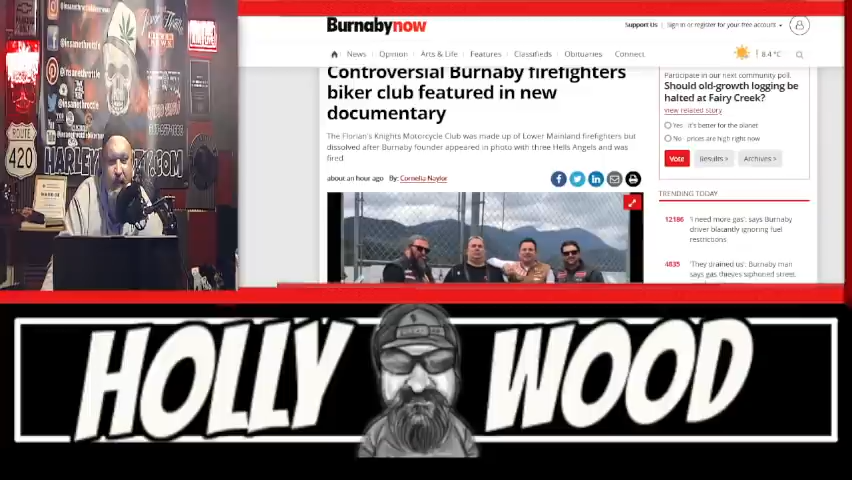 Burnabynow
Support Us | Sign in or register for your free account
News Opinion Arts & Life Features Classifieds Obituaries Connect
8.4 °C
Controversial Burnaby firefighters
biker club featured in new
documentary
The Florian's Knights Motorcycle Club was made up of Lower Mainland firefighters but
dissolved after Burnaby founder appeared in photo with three Hells Angels and was
fired
about an hour ago By: Cornelia Naylor
Participate in our next community poll.
Should old-growth logging be
halted at Fairy Creek?
view related story
Yes - it's better for the planet
No - prices are high right now
Vote Results > Archives >
TRENDING TODAY
12186 'I need more gas': says Burnaby
driver blatantly ignoring fuel
restrictions
4835 'They drained us': Burnaby man
says gas thieves siphoned street
@insanethrottle
@insanethrottle
ROUTE
420
HARLEY
.COM
HOLLY WOOD